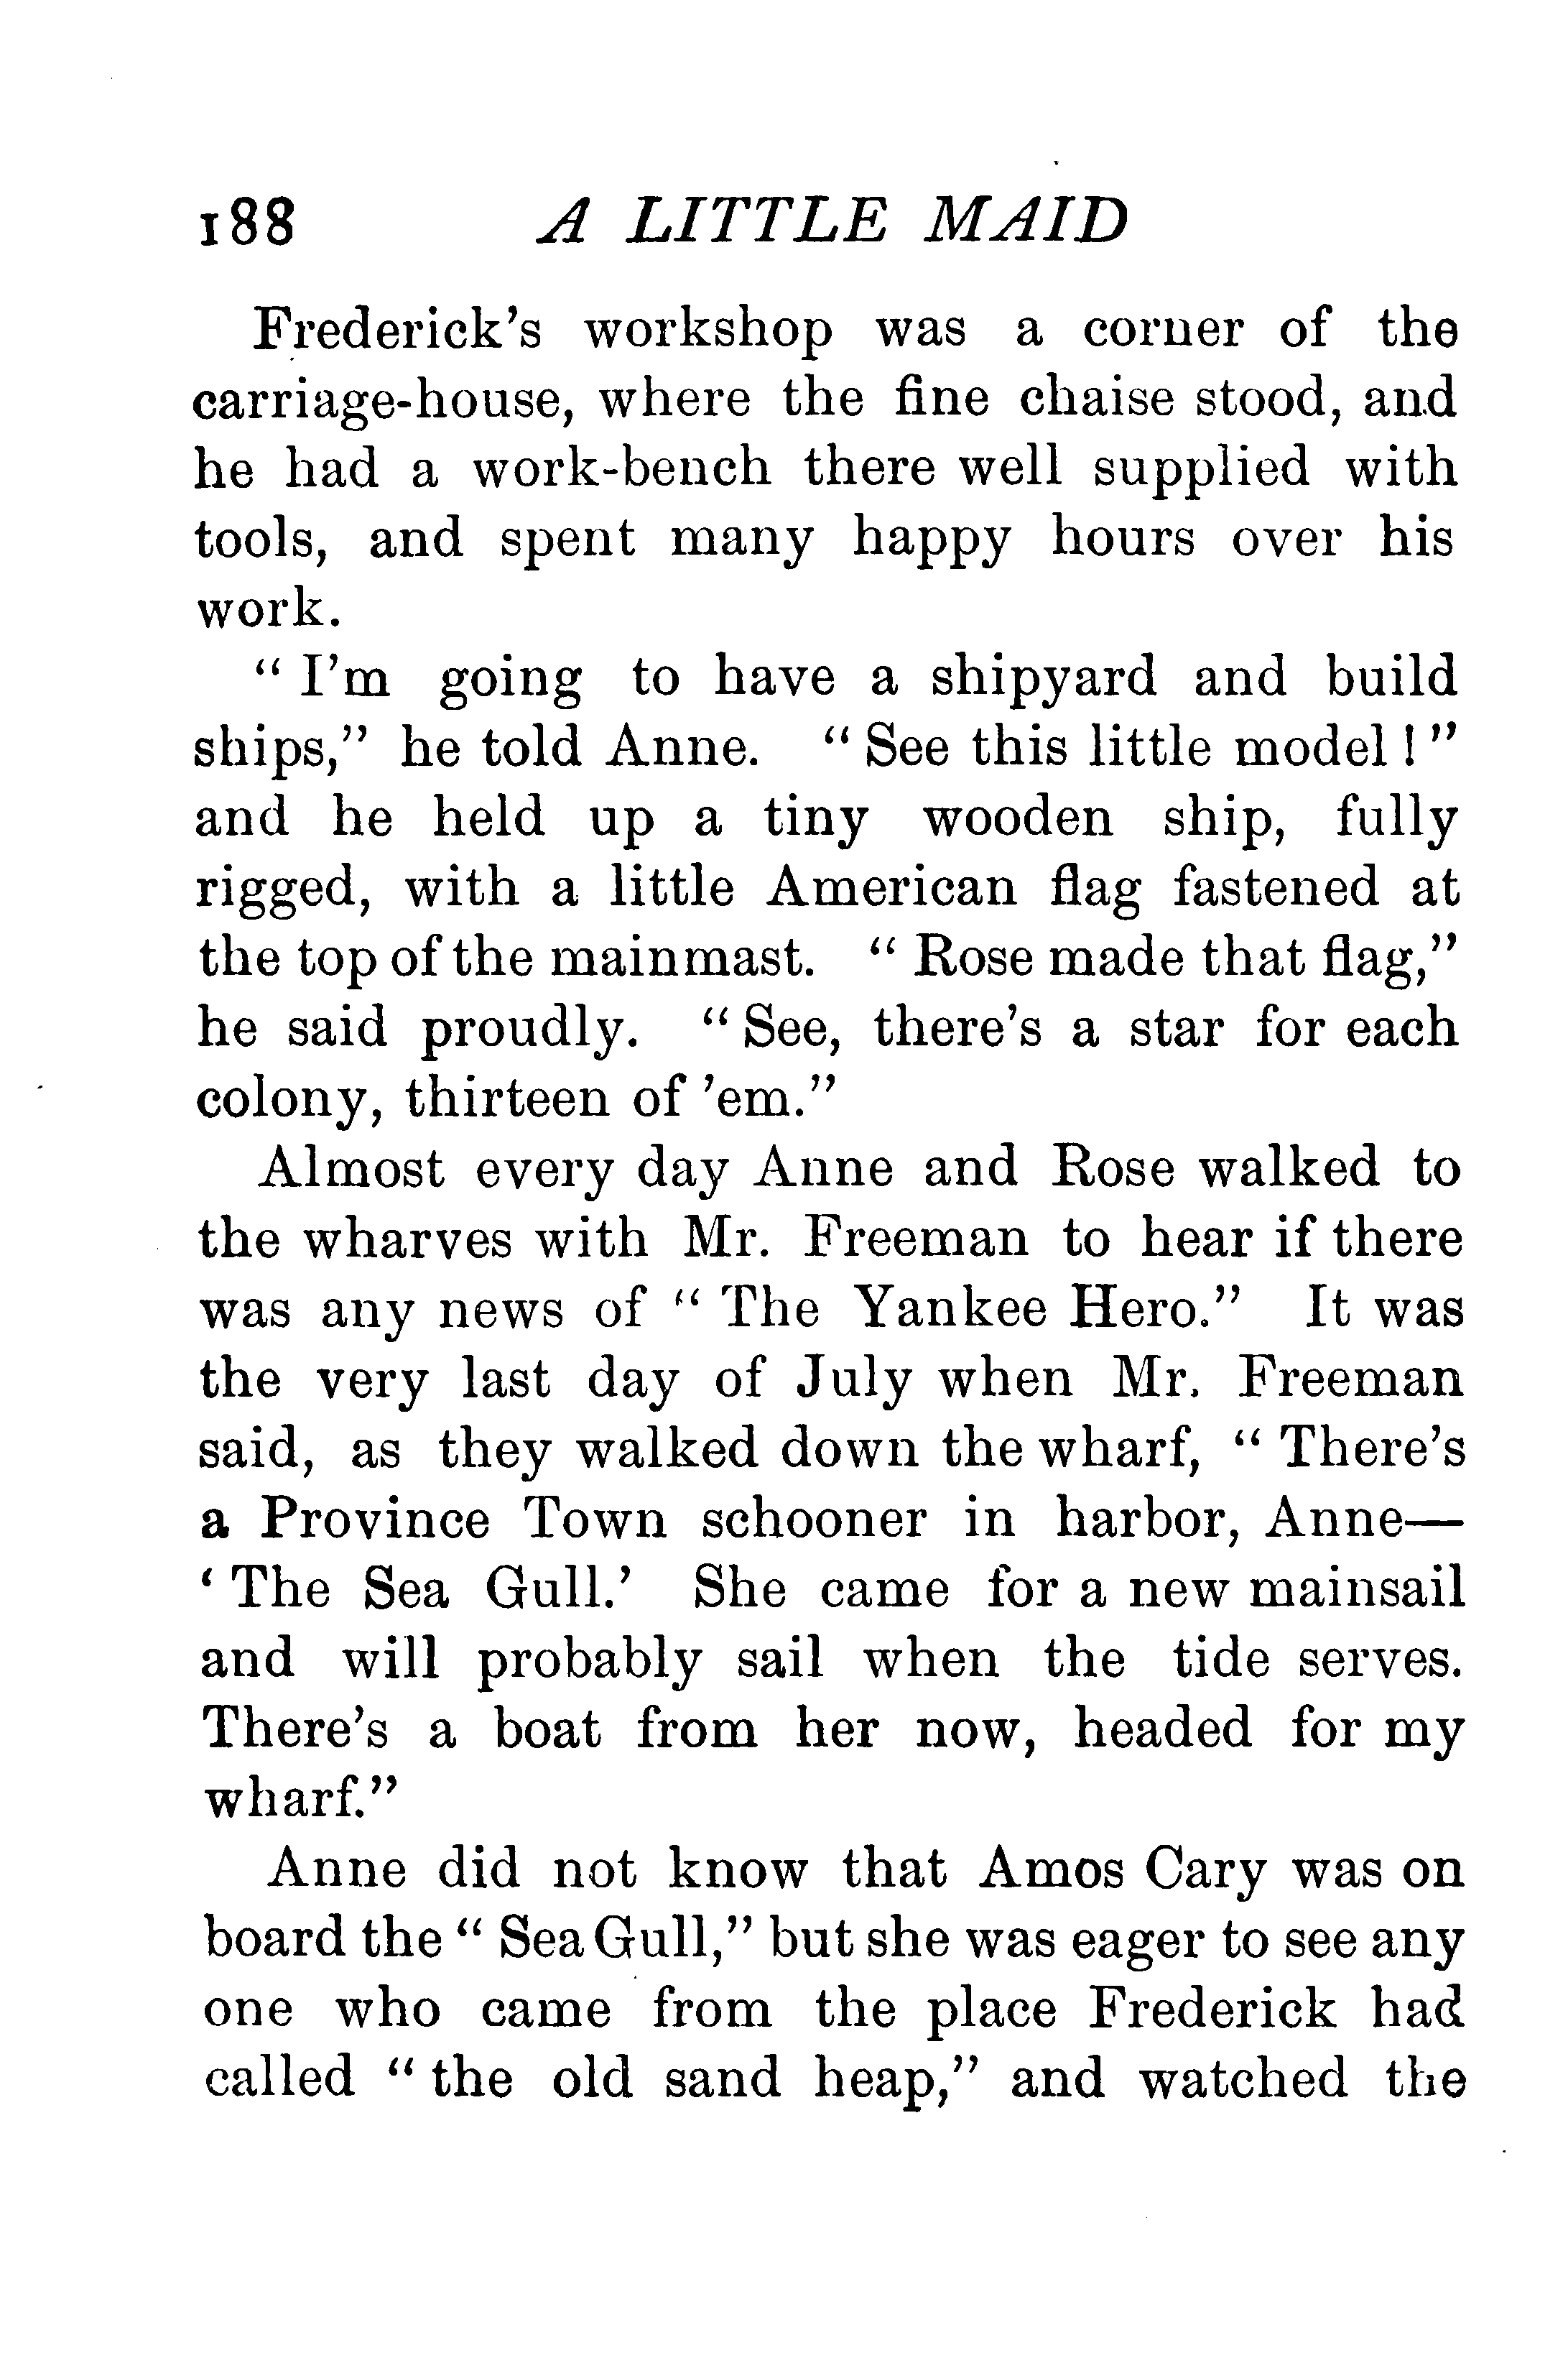 188 A LITTLE MAID
Frederick's workshop was a corner of the
carriage-house, where the fine chaise stood, and
he had a work-bench there well supplied with
tools, and spent many happy hours over his
work.
“ I'm going to have a shipyard and build
ships,” he told Anne. “ See this little model ! ”
and he held up a tiny wooden ship, fully
rigged, with a little American flag fastened at
the top of the mainmast. “ Rose made that flag,”
he said proudly. “ See, there's a star for each
colony, thirteen of ’em.”
Almost every day Anne and Rose walked to
the wharves with Mr. Freeman to hear if there
was any news of “ The Yankee Hero.” It was
the very last day of July when Mr. Freeman
said, as they walked down the wharf, “ There's
a Province Town schooner in harbor, Anne—
‘ The Sea Gull.’ She came for a new mainsail
and will probably sail when the tide serves.
There's a boat from her now, headed for my
wharf.”
Anne did not know that Amos Cary was on
board the “ Sea Gull,” but she was eager to see any
one who came from the place Frederick had
called “ the old sand heap,” and watched the